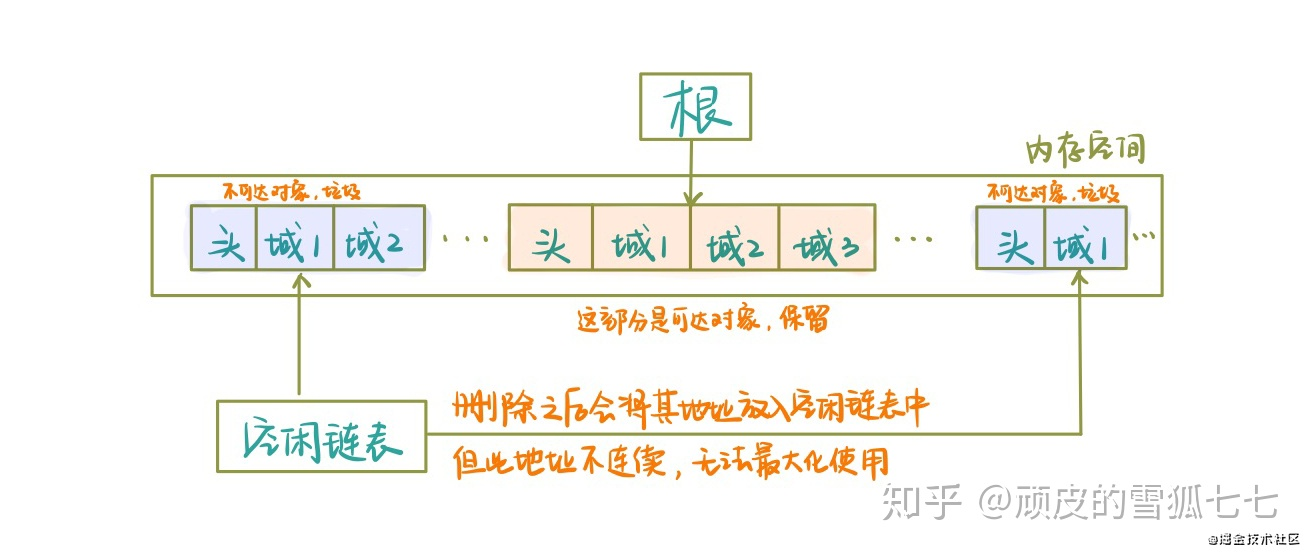 根
内存空间
不可达对象,垃圾
不可达对象,垃圾
头 域1 域2 ··· 头 域1 域2 域3 ··· 头 域1 ···
这部分是可达对象,保留
删除之后会将其地址放入空闲链表中
空闲链表
但此地址不连续,无法最大化使用
知乎 @顽皮的雪狐七七
@掘金技术社区